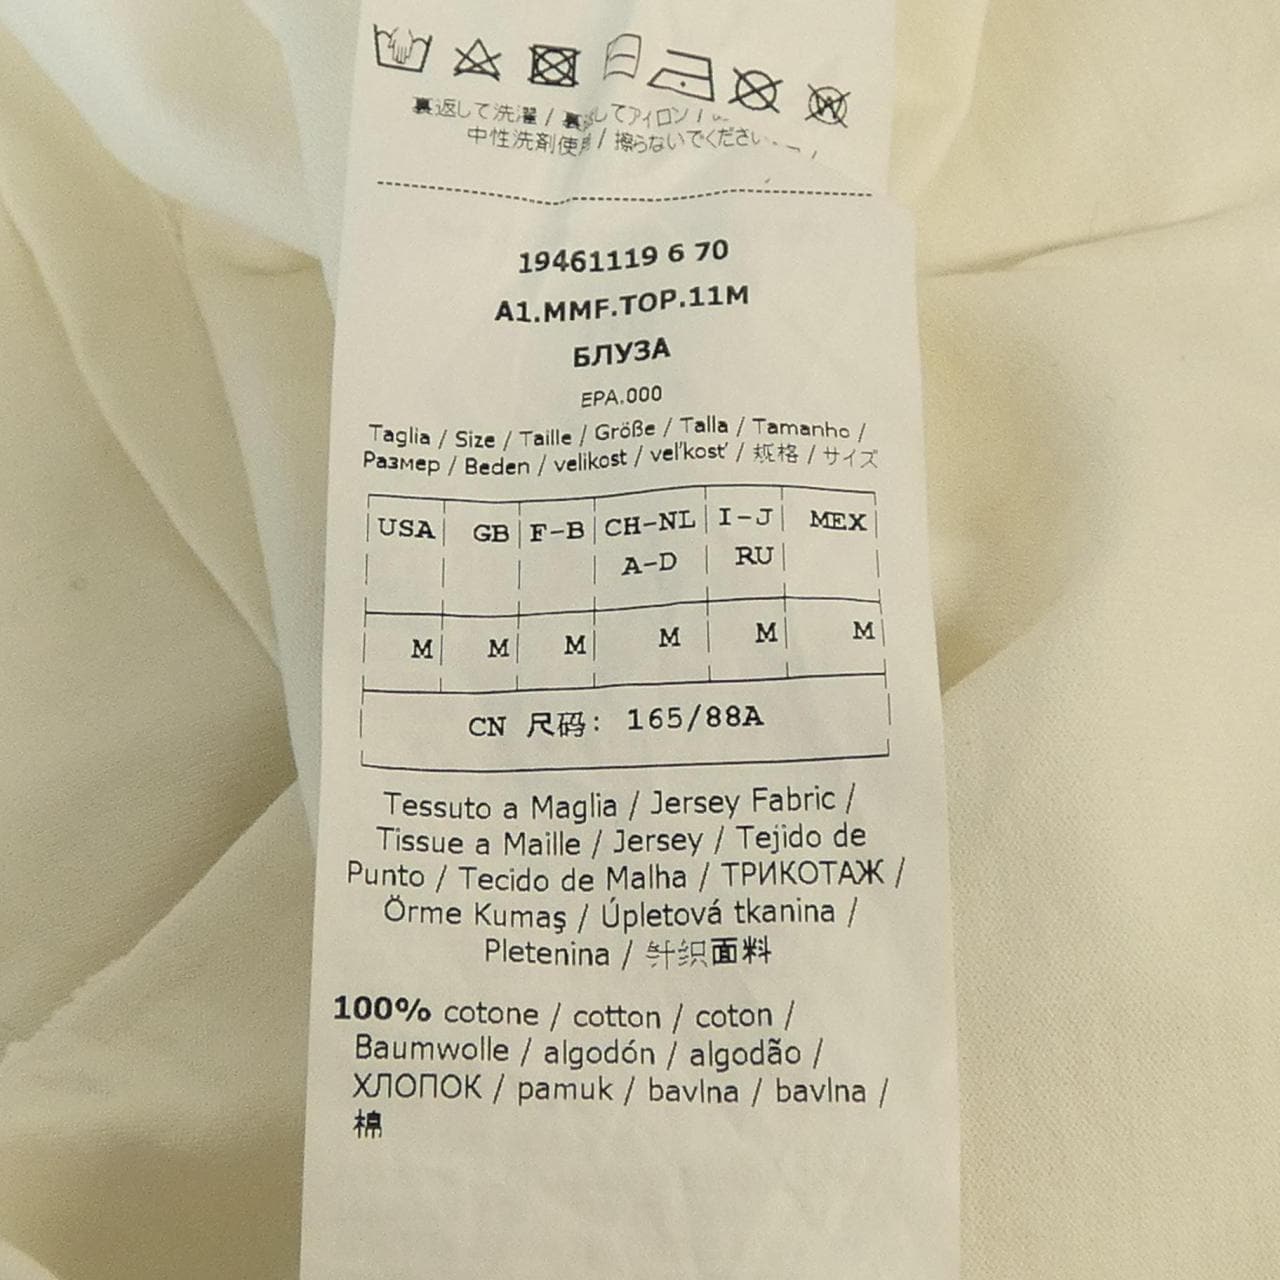 裏返して洗濯 / 裏返してアイロン /
中性洗剤使用 / 擦らないでください
19461119 6 70
A1.MMF.TOP.11M
БЛУЗА
EPA.000
Taglia / Size / Taille / Größe / Talla / Tamanho /
Размер / Beden / velikost / veľkosť / 规格 / サイズ
USA GB F-B CH-NL I-J MEX
A-D RU
M M M M M M
CN 尺码: 165/88A
Tessuto a Maglia / Jersey Fabric /
Tissue a Maille / Jersey / Tejido de
Punto / Tecido de Malha / ТРИКОТАЖ /
Örme Kumaş / Úpletová tkanina /
Pletenina / 针织面料
100% cotone / cotton / coton /
Baumwolle / algodón / algodão /
ХЛОПОК / pamuk / bavlna / bavlna /
棉